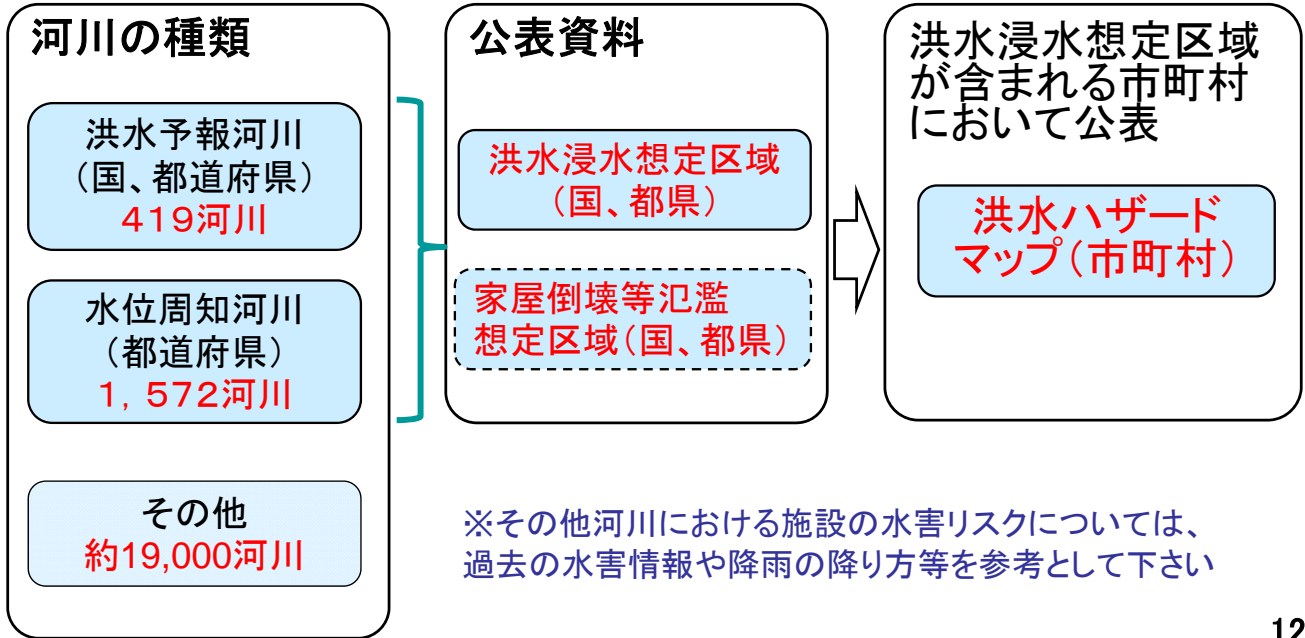 河川の種類
洪水予報河川
（国、都道府県）
419河川
水位周知河川
（都道府県）
1，572河川
その他
約19,000河川
公表資料
洪水浸水想定区域
（国、都県）
家屋倒壊等氾濫
想定区域（国、都県）
洪水浸水想定区域
が含まれる市町村
において公表
洪水ハザード
マップ（市町村）
※その他河川における施設の水害リスクについては、
過去の水害情報や降雨の降り方等を参考として下さい
12